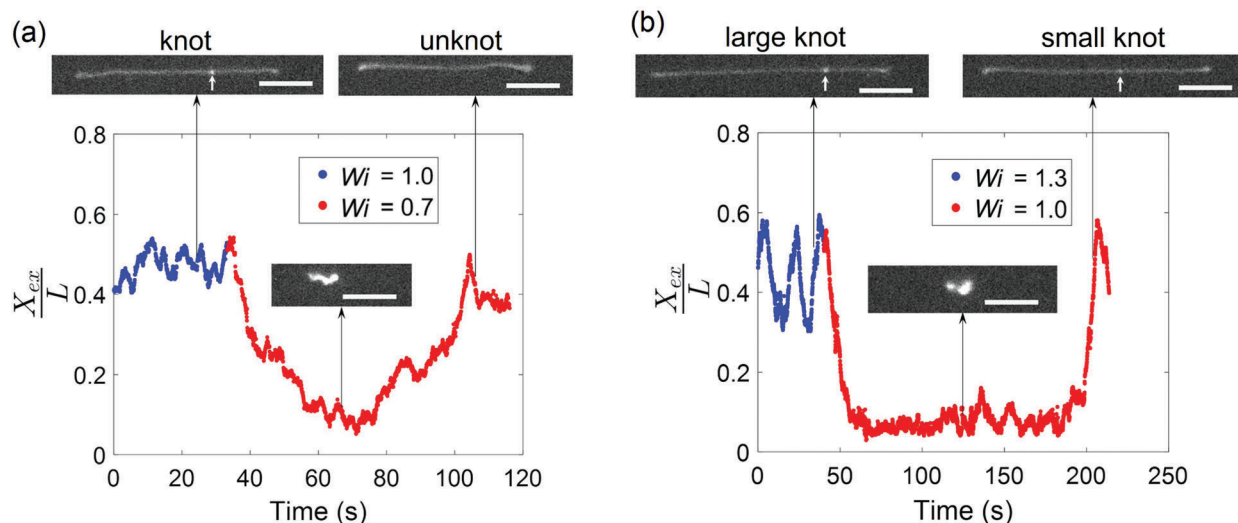 (a)
knot
unknot
0.8
0.6
0.4
0.2
0
X_ex
L
Wi = 1.0
Wi = 0.7
0 20 40 60 80 100 120
Time (s)
(b)
large knot
small knot
0.8
0.6
0.4
0.2
0
X_ex
L
Wi = 1.3
Wi = 1.0
0 50 100 150 200 250
Time (s)